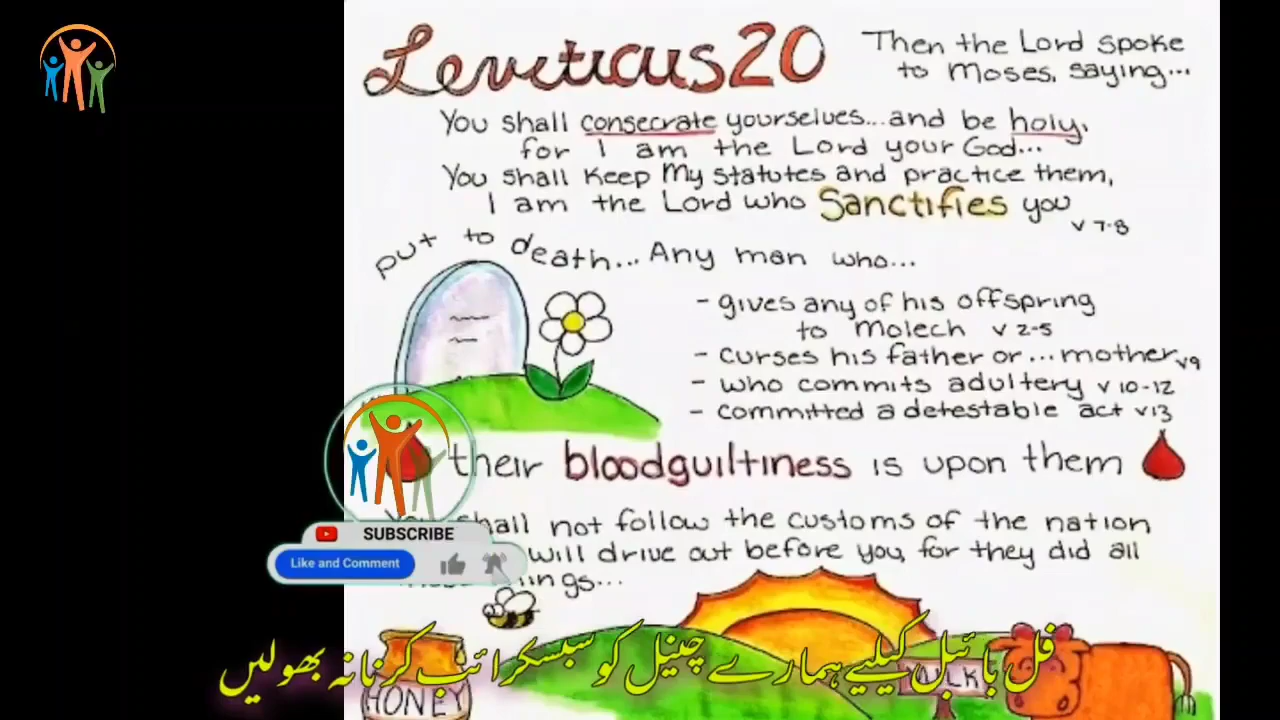 Leviticus 20
Then the Lord spoke
to Moses, saying...
You shall consecrate yourselves...and be holy,
for I am the Lord your God...
You shall keep My statutes and practice them,
I am the Lord who Sanctifies you
v 7-8
put to death... Any man who...
- gives any of his offspring
to Molech v 2-5
- curses his father or ... mother v9
- who commits adultery v 10-12
- committed a detestable act v13
their bloodguiltiness is upon them
shall not follow the customs of the nation
SUBSCRIBE
will drive out before you, for they did all
Like and Comment
ings...
فل بائبل کیلیے ہمارے چینل کو سبسکرائب کرنا نہ بھولیں
HONEY